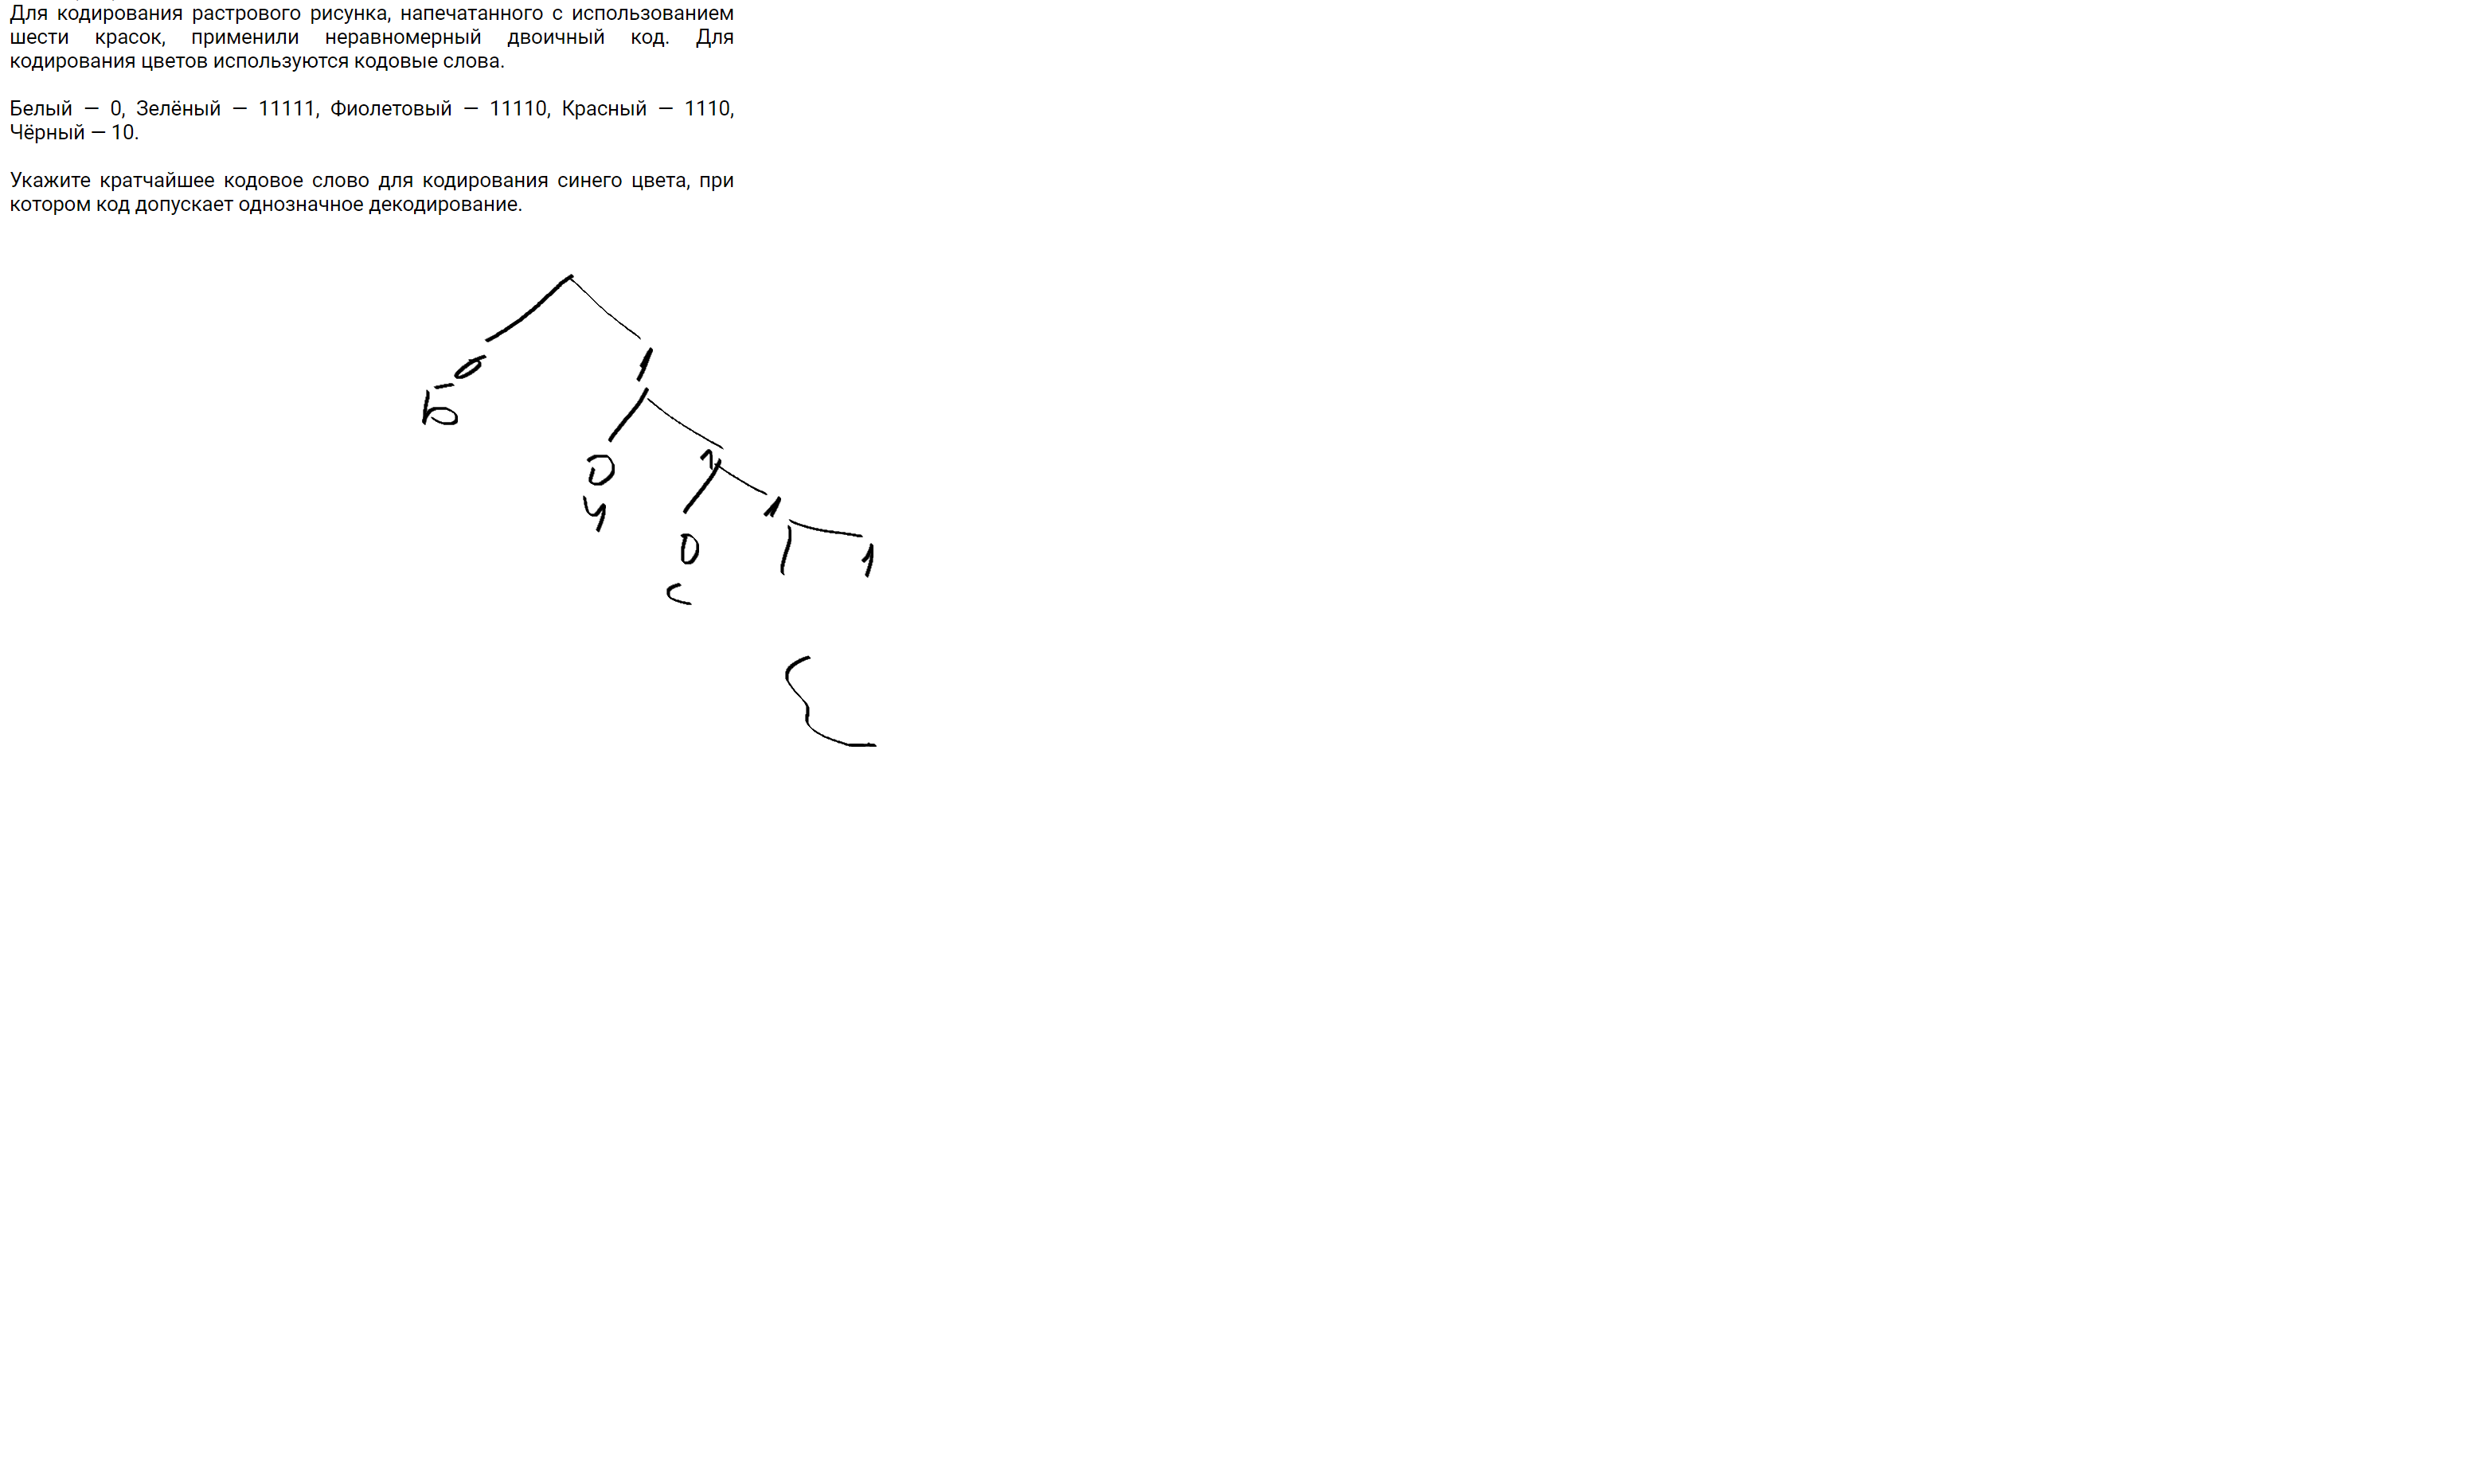 Для кодирования растрового рисунка, напечатанного с использованием
шести красок, применили неравномерный двоичный код. Для
кодирования цветов используются кодовые слова.
Белый — 0, Зелёный — 11111, Фиолетовый — 11110, Красный — 1110,
Чёрный — 10.
Укажите кратчайшее кодовое слово для кодирования синего цвета, при
котором код допускает однозначное декодирование.
0 1
Б
0 1
Ч 1
0 1
С